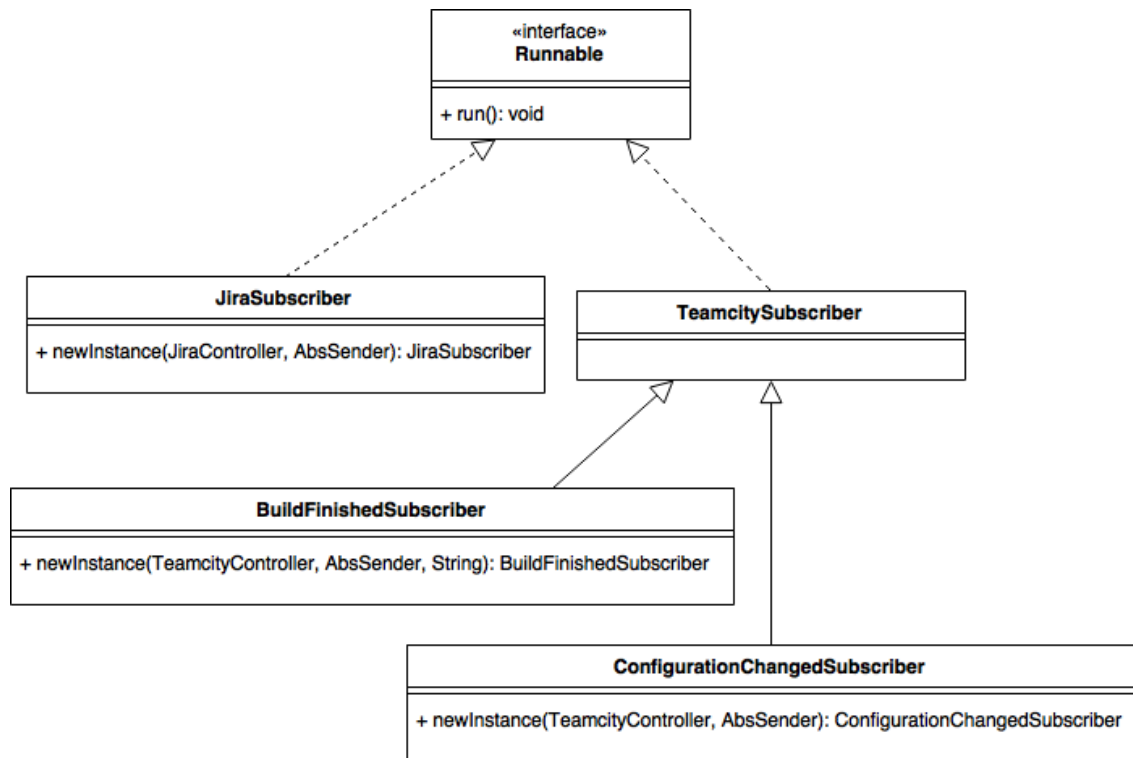 «interface»
Runnable
+ run(): void
JiraSubscriber
+ newInstance(JiraController, AbsSender): JiraSubscriber
TeamcitySubscriber
BuildFinishedSubscriber
+ newInstance(TeamcityController, AbsSender, String): BuildFinishedSubscriber
ConfigurationChangedSubscriber
+ newInstance(TeamcityController, AbsSender): ConfigurationChangedSubscriber